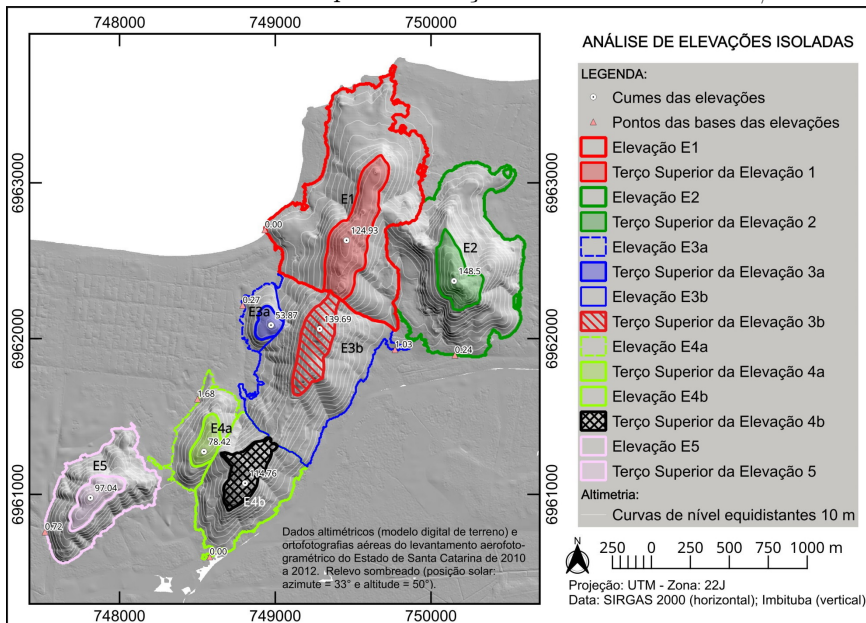 748000 749000 750000
ANÁLISE DE ELEVAÇÕES ISOLADAS
LEGENDA:
Cumes das elevações
Pontos das bases das elevações
Elevação E1
Terço Superior da Elevação 1
Elevação E2
Terço Superior da Elevação 2
Elevação E3a
Terço Superior da Elevação 3a
Elevação E3b
Terço Superior da Elevação 3b
Elevação E4a
Terço Superior da Elevação 4a
Elevação E4b
Terço Superior da Elevação 4b
Elevação E5
Terço Superior da Elevação 5
Altimetria:
Curvas de nível equidistantes 10 m
N
250 0 250 500 750 1000 m
Projeção: UTM - Zona: 22J
Data: SIRGAS 2000 (horizontal); Imbituba (vertical)
6963000
6962000
6961000
6963000
6962000
6961000
E1
0.00
124.93
E2
148.5
0.27
E3a
53.87
139.69
E3b
1.03
0.24
1.68
E4a
78.42
E5
97.04
114.76
E4b
0.72
0.00
Dados altimétricos (modelo digital de terreno) e
ortofotografias aéreas do levantamento aerofoto-
gramétrico do Estado de Santa Catarina de 2010
a 2012. Relevo sombreado (posição solar:
azimute = 33° e altitude = 50°).
748000 749000 750000